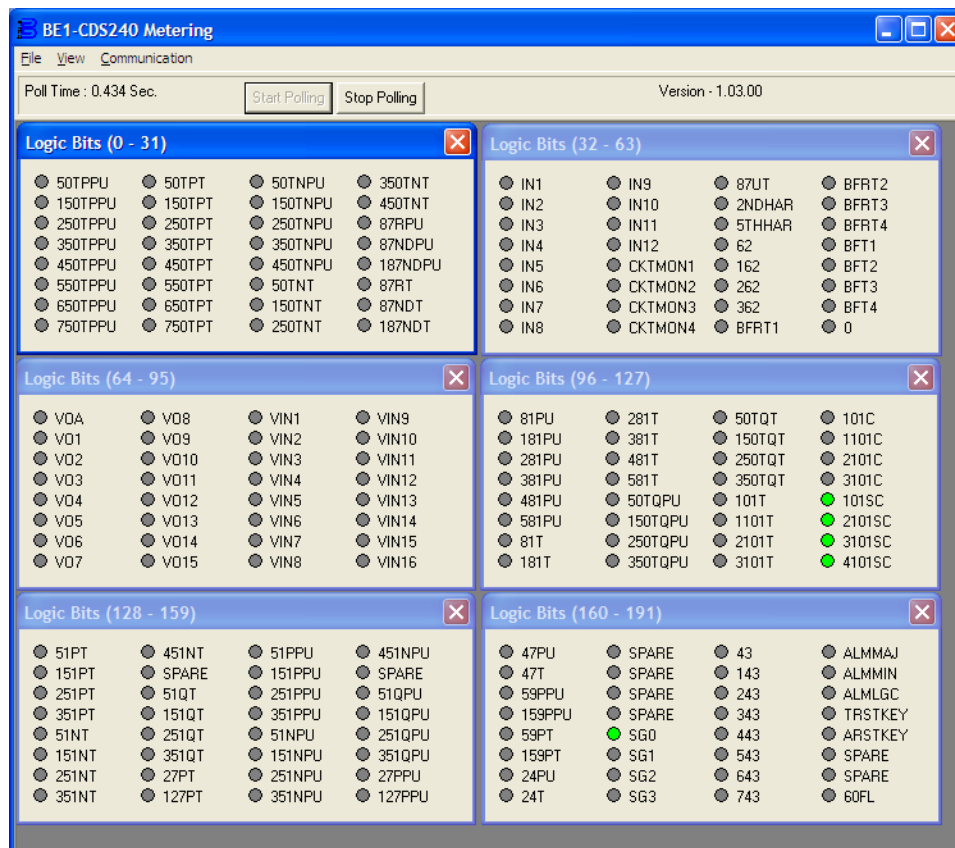 BE1-CDS240 Metering
File View Communication
Poll Time : 0.434 Sec. Start Polling Stop Polling Version - 1.03.00
Logic Bits (0 - 31)
50TPPU 50TPT 50TNPU 350TNT
150TPPU 150TPT 150TNPU 450TNT
250TPPU 250TPT 250TNPU 87RPU
350TPPU 350TPT 350TNPU 87NDPU
450TPPU 450TPT 450TNPU 187NDPU
550TPPU 550TPT 50TNT 87RT
650TPPU 650TPT 150TNT 87NDT
750TPPU 750TPT 250TNT 187NDT
Logic Bits (32 - 63)
IN1 IN9 87UT BFRT2
IN2 IN10 2NDHAR BFRT3
IN3 IN11 5THHAR BFRT4
IN4 IN12 62 BFT1
IN5 CKTMON1 162 BFT2
IN6 CKTMON2 262 BFT3
IN7 CKTMON3 362 BFT4
IN8 CKTMON4 BFRT1 0
Logic Bits (64 - 95)
VOA VO8 VIN1 VIN9
VO1 VO9 VIN2 VIN10
VO2 VO10 VIN3 VIN11
VO3 VO11 VIN4 VIN12
VO4 VO12 VIN5 VIN13
VO5 VO13 VIN6 VIN14
VO6 VO14 VIN7 VIN15
VO7 VO15 VIN8 VIN16
Logic Bits (96 - 127)
81PU 281T 50TQT 101C
181PU 381T 150TQT 1101C
281PU 481T 250TQT 2101C
381PU 581T 350TQT 3101C
481PU 50TQPU 101T 101SC
581PU 150TQPU 1101T 2101SC
81T 250TQPU 2101T 3101SC
181T 350TQPU 3101T 4101SC
Logic Bits (128 - 159)
51PT 451NT 51PPU 451NPU
151PT SPARE 151PPU SPARE
251PT 51QT 251PPU 51QPU
351PT 151QT 351PPU 151QPU
51NT 251QT 51NPU 251QPU
151NT 351QT 151NPU 351QPU
251NT 27PT 251NPU 27PPU
351NT 127PT 351NPU 127PPU
Logic Bits (160 - 191)
47PU SPARE 43 ALMMAJ
47T SPARE 143 ALMMIN
59PPU SPARE 243 ALMLGC
159PPU SPARE 343 TRSTKEY
59PT SG0 443 ARSTKEY
159PT SG1 543 SPARE
24PU SG2 643 SPARE
24T SG3 743 60FL